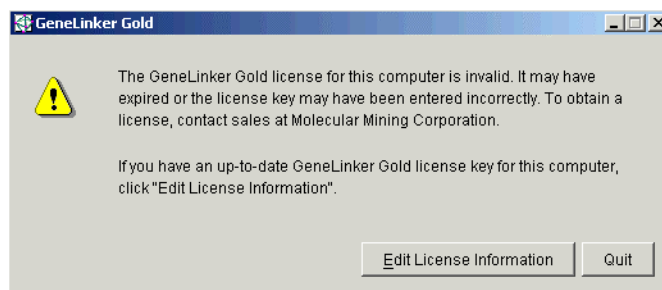 GeneLinker Gold
The GeneLinker Gold license for this computer is invalid. It may have
expired or the license key may have been entered incorrectly. To obtain a
license, contact sales at Molecular Mining Corporation.
If you have an up-to-date GeneLinker Gold license key for this computer,
click "Edit License Information".
Edit License Information Quit